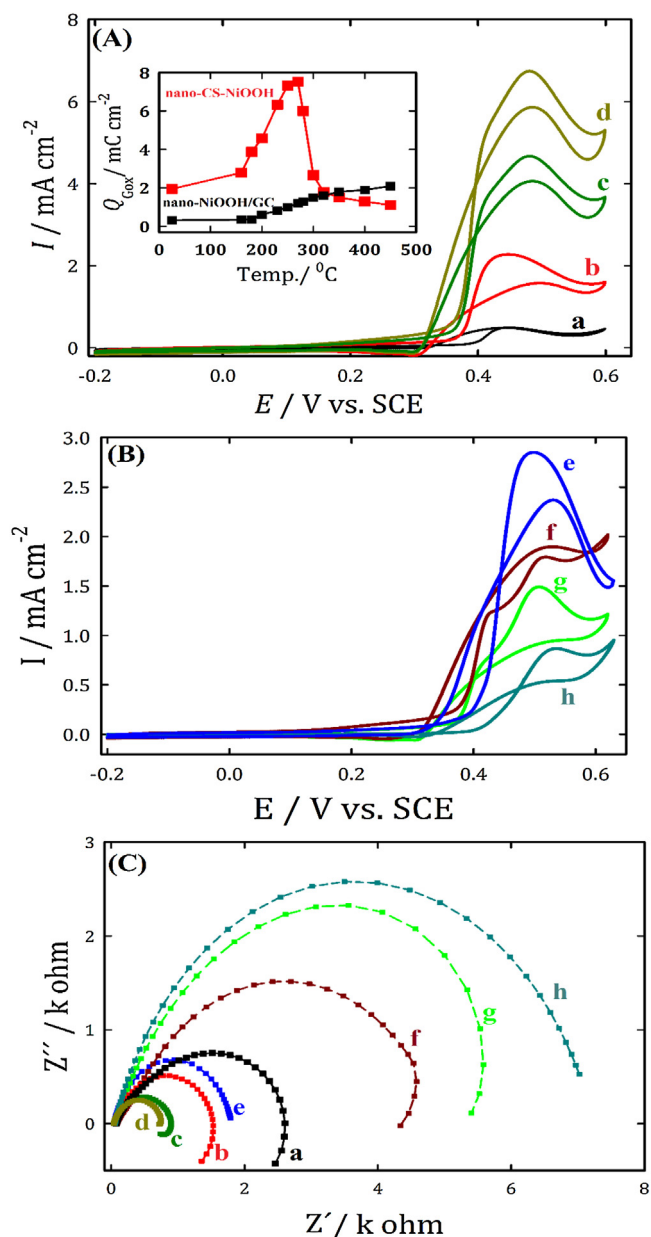 (A)
8
6
4
2
0
I / mA cm-2
nano-CS-NiOOH
nano-NiOOH/GC
8
6
4
2
0
QGox/ mC cm-2
0 100 200 300 400 500
Temp./ 0C
d
c
b
a
-0.2 0.0 0.2 0.4 0.6
E / V vs. SCE
(B)
3.0
2.5
2.0
1.5
1.0
0.5
0.0
I / mA cm-2
e
f
g
h
-0.2 0.0 0.2 0.4 0.6
E / V vs. SCE
(C)
3
2
1
0
Z´´ / k ohm
h
g
f
e
d
c
b
a
0 2 4 6 8
Z´ / k ohm